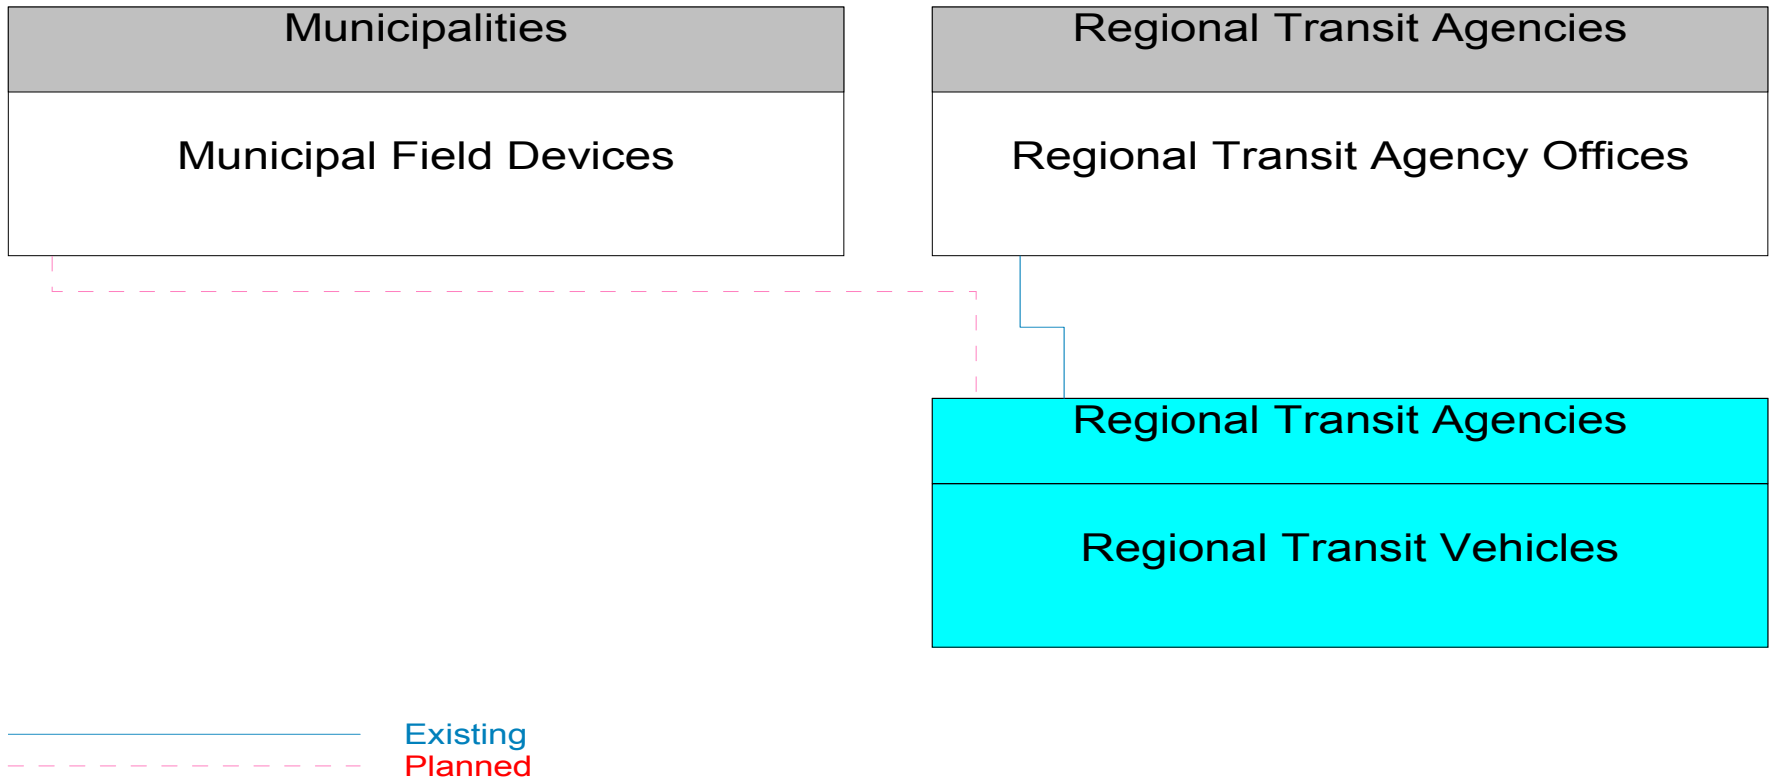 Municipalities
Municipal Field Devices
Regional Transit Agencies
Regional Transit Agency Offices
Regional Transit Agencies
Regional Transit Vehicles
Existing
Planned